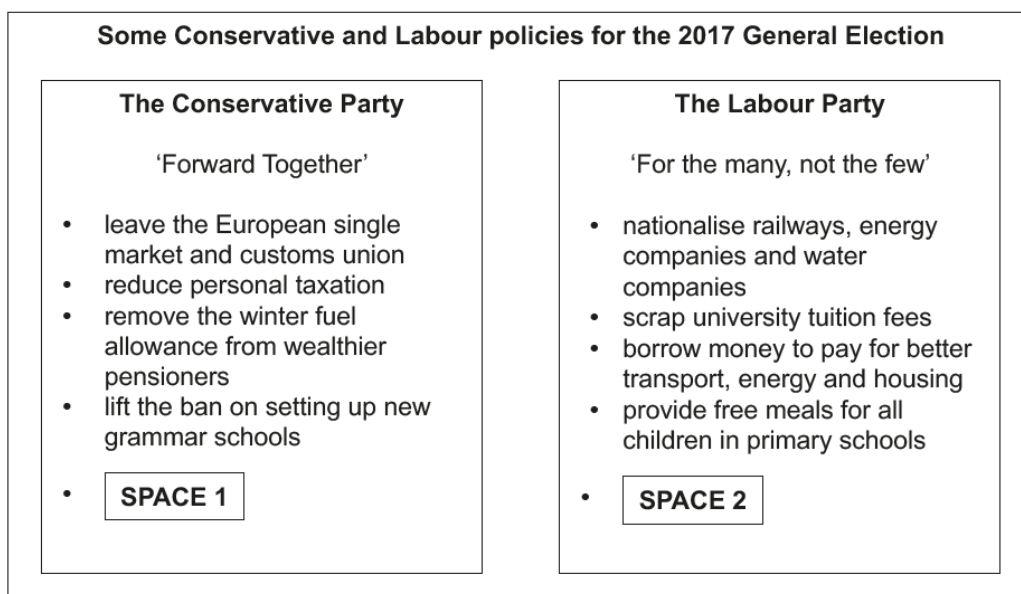 Some Conservative and Labour policies for the 2017 General Election
The Conservative Party
‘Forward Together’
• leave the European single
market and customs union
• reduce personal taxation
• remove the winter fuel
allowance from wealthier
pensioners
• lift the ban on setting up new
grammar schools
• SPACE 1
The Labour Party
‘For the many, not the few’
• nationalise railways, energy
companies and water
companies
• scrap university tuition fees
• borrow money to pay for better
transport, energy and housing
• provide free meals for all
children in primary schools
• SPACE 2